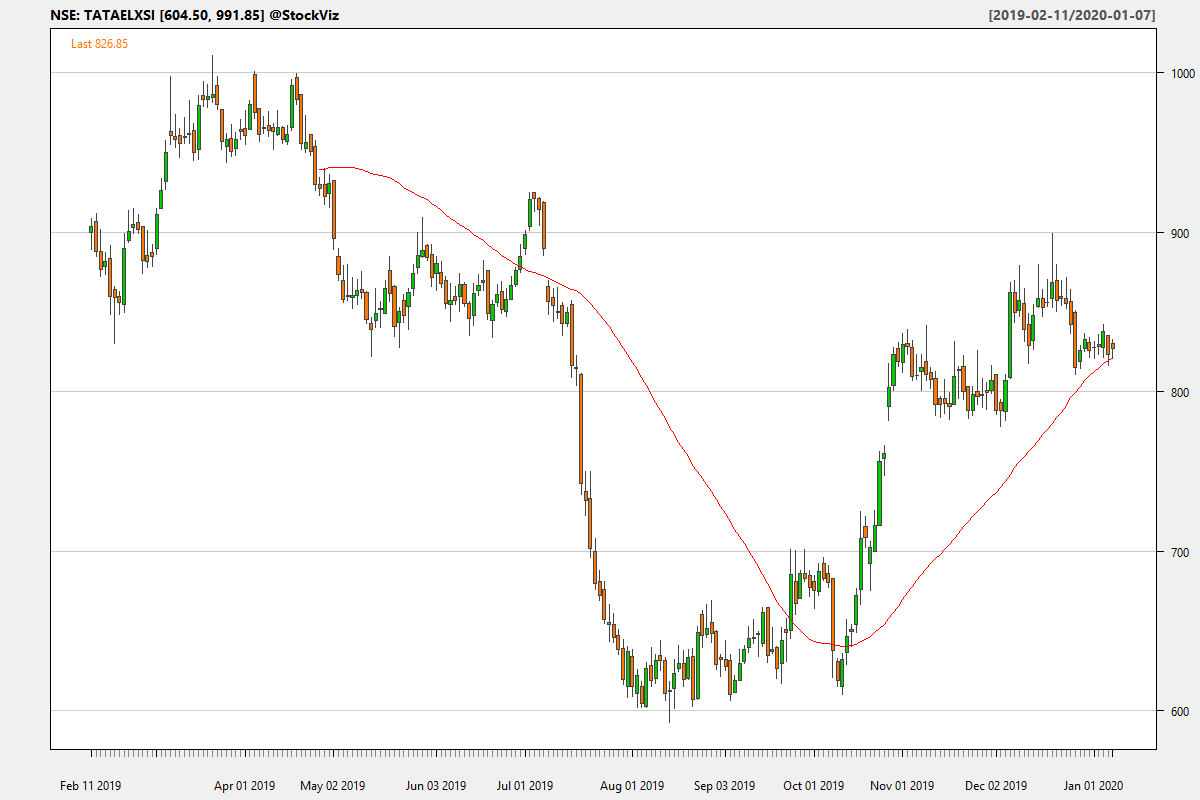 NSE: TATAELXSI [604.50, 991.85] @StockViz [2019-02-11/2020-01-07]
Last 826.85
1000
900
800
700
600
Feb 11 2019 Apr 01 2019 May 02 2019 Jun 03 2019 Jul 01 2019 Aug 01 2019 Sep 03 2019 Oct 01 2019 Nov 01 2019 Dec 02 2019 Jan 01 2020